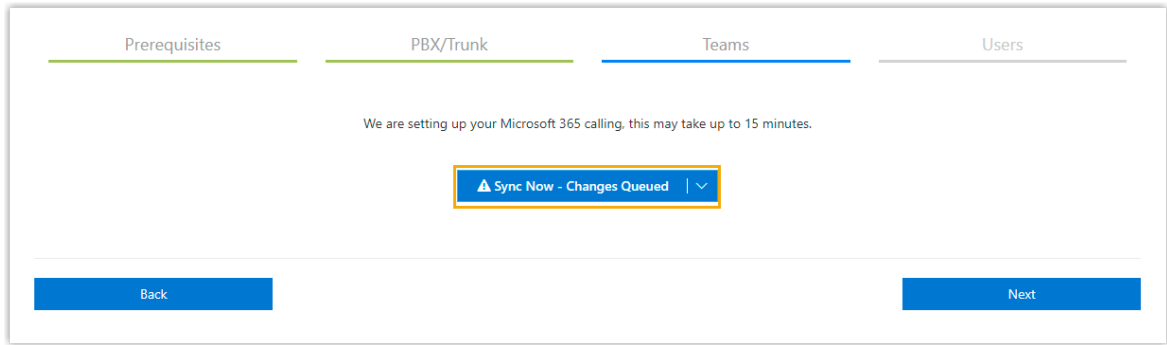 Prerequisites
PBX/Trunk
Teams
Users
We are setting up your Microsoft 365 calling, this may take up to 15 minutes.
Sync Now - Changes Queued
Back
Next